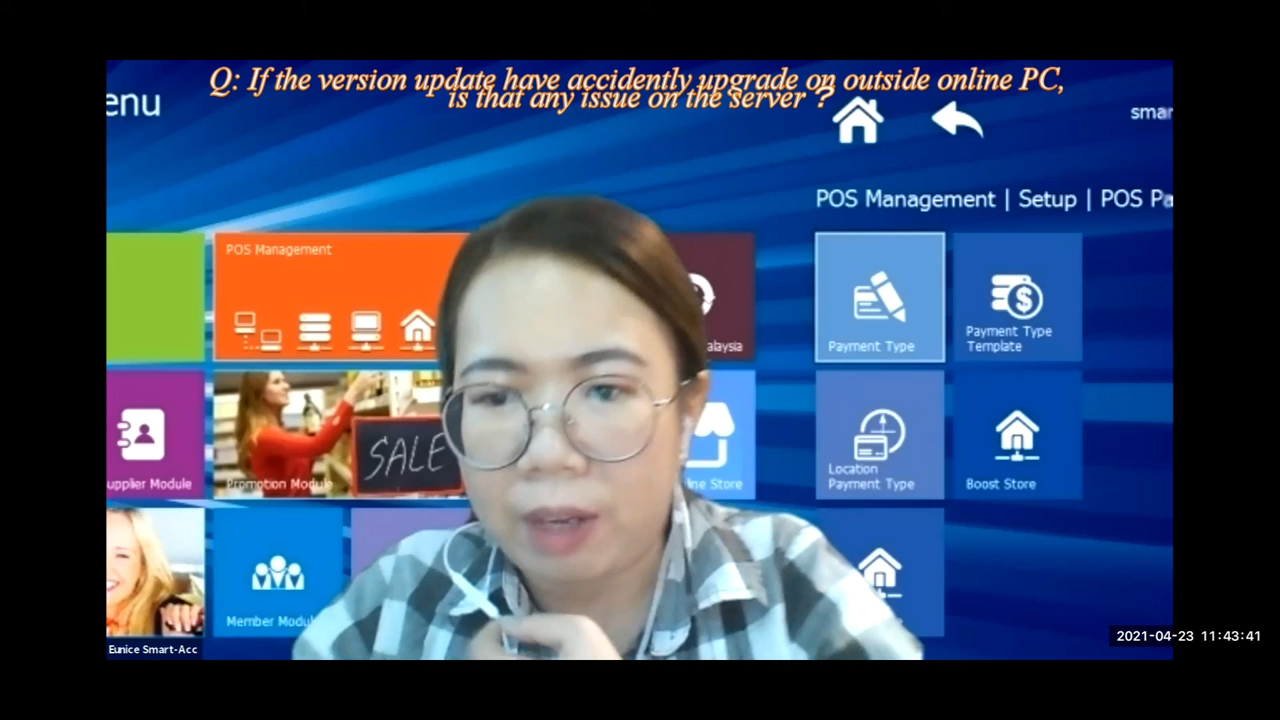 Q: If the version update have accidently upgrade on outside online PC,
is that any issue on the server ?
enu
smar
POS Management | Setup | POS Pa
POS Management
alaysia
Payment Type
Payment Type
Template
upplier Module
Promotion Module
SALE
ine Store
Location
Payment Type
Boost Store
Member Modul
Eunice Smart-Acc
2021-04-23 11:43:41